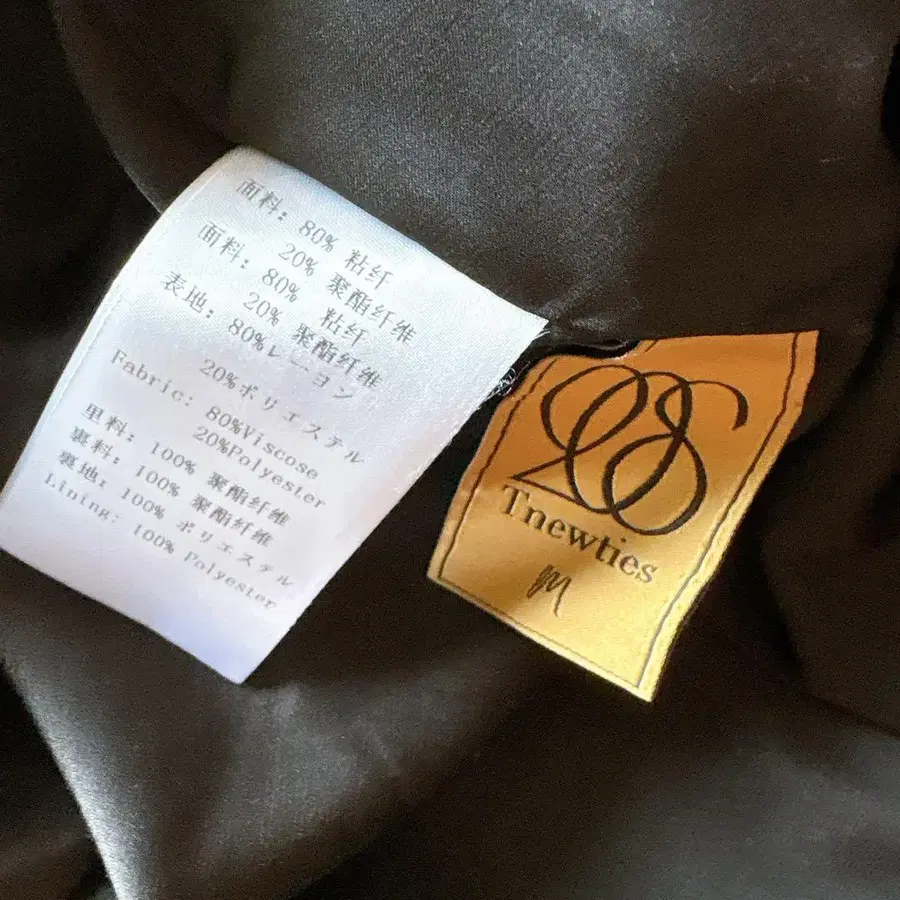 面料: 80% 粘纤
20% 聚酯纤维
面料: 80% 粘纤
20% 聚酯纤维
表地: 80%レーヨン
20%ポリエステル
Fabric: 80%Viscose
20%Polyester
里料: 100% 聚酯纤维
裏料: 100% 聚酯纤维
裏地: 100% ポリエステル
Lining: 100% Polyester
Tnewties
M